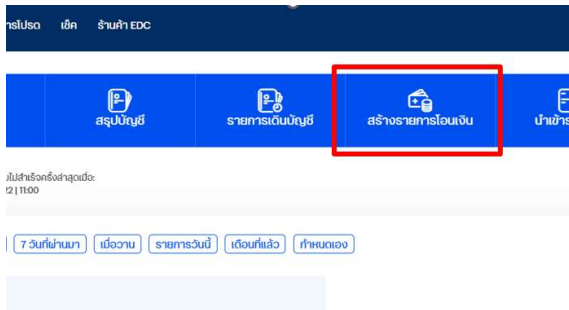 ารโปรด เช็ค ร้านค้า EDC
สรุปบัญชี รายการเดินบัญชี สร้างรายการโอนเงิน นำเข้าร
มไปสำเร็จครั้งล่าสุดเมื่อ:
22 | 11:00
7 วันที่ผ่านมา เมื่อวาน รายการวันนี้ เดือนที่แล้ว กำหนดเอง